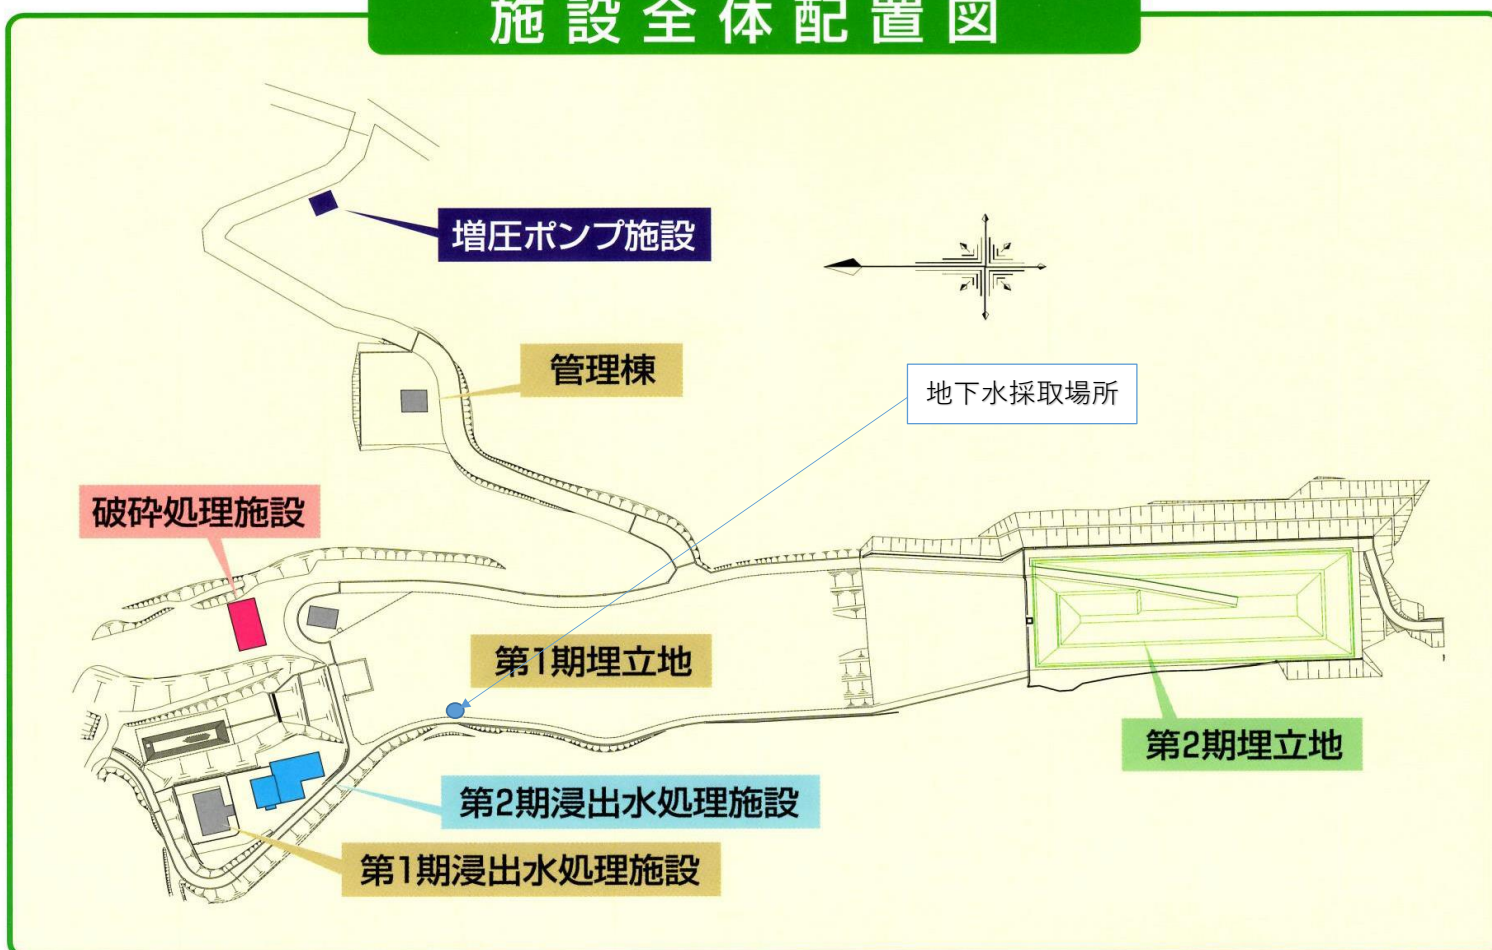 施設全体配置図
増圧ポンプ施設
管理棟
地下水採取場所
破砕処理施設
第1期埋立地
第2期埋立地
第2期浸出水処理施設
第1期浸出水処理施設